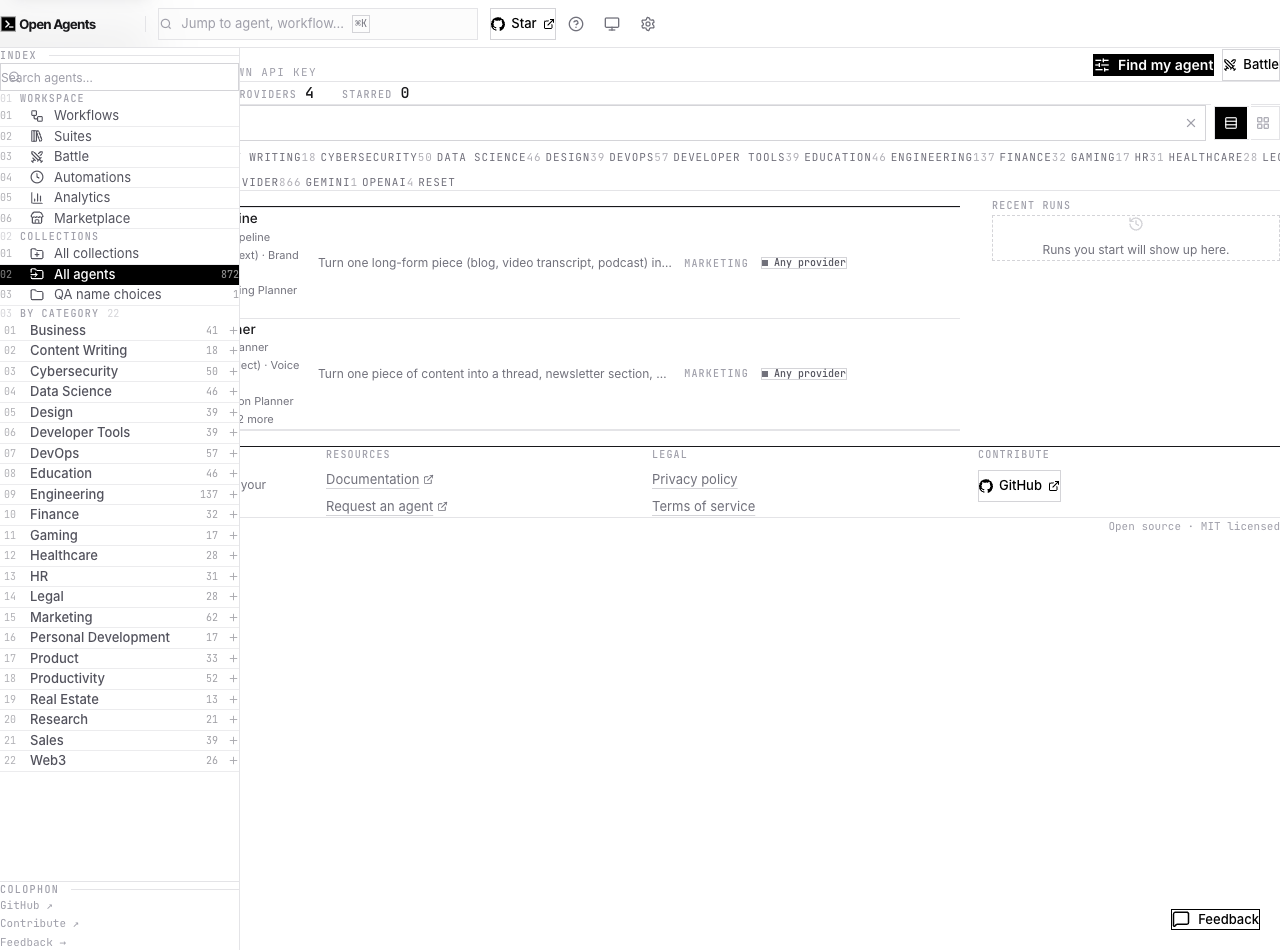 Open Agents
Jump to agent, workflow... ⌘K
Star
INDEX
Search agents...
01 WORKSPACE
01 Workflows
02 Suites
03 Battle
04 Automations
05 Analytics
06 Marketplace
02 COLLECTIONS
01 All collections
02 All agents 872
03 QA name choices 1
03 BY CATEGORY 22
01 Business 41 +
02 Content Writing 18 +
03 Cybersecurity 50 +
04 Data Science 46 +
05 Design 39 +
06 Developer Tools 39 +
07 DevOps 57 +
08 Education 46 +
09 Engineering 137 +
10 Finance 32 +
11 Gaming 17 +
12 Healthcare 28 +
13 HR 31 +
14 Legal 28 +
15 Marketing 62 +
16 Personal Development 17 +
17 Product 33 +
18 Productivity 52 +
19 Real Estate 13 +
20 Research 21 +
21 Sales 39 +
22 Web3 26 +
COLOPHON
GitHub ↗
Contribute ↗
Feedback →
WN API KEY
Find my agent
Battle
ROVIDERS 4 STARRED 0
WRITING18 CYBERSECURITY50 DATA SCIENCE46 DESIGN39 DEVOPS57 DEVELOPER TOOLS39 EDUCATION46 ENGINEERING137 FINANCE32 GAMING17 HR31 HEALTHCARE28 LEG
VIDER866 GEMINI1 OPENAI4 RESET
ine
peline
ext) · Brand
ing Planner
Turn one long-form piece (blog, video transcript, podcast) in...
MARKETING
Any provider
er
anner
ect) · Voice
on Planner
2 more
Turn one piece of content into a thread, newsletter section, ...
MARKETING
Any provider
RECENT RUNS
Runs you start will show up here.
your
RESOURCES
Documentation
Request an agent
LEGAL
Privacy policy
Terms of service
CONTRIBUTE
GitHub
Open source · MIT licensed
Feedback